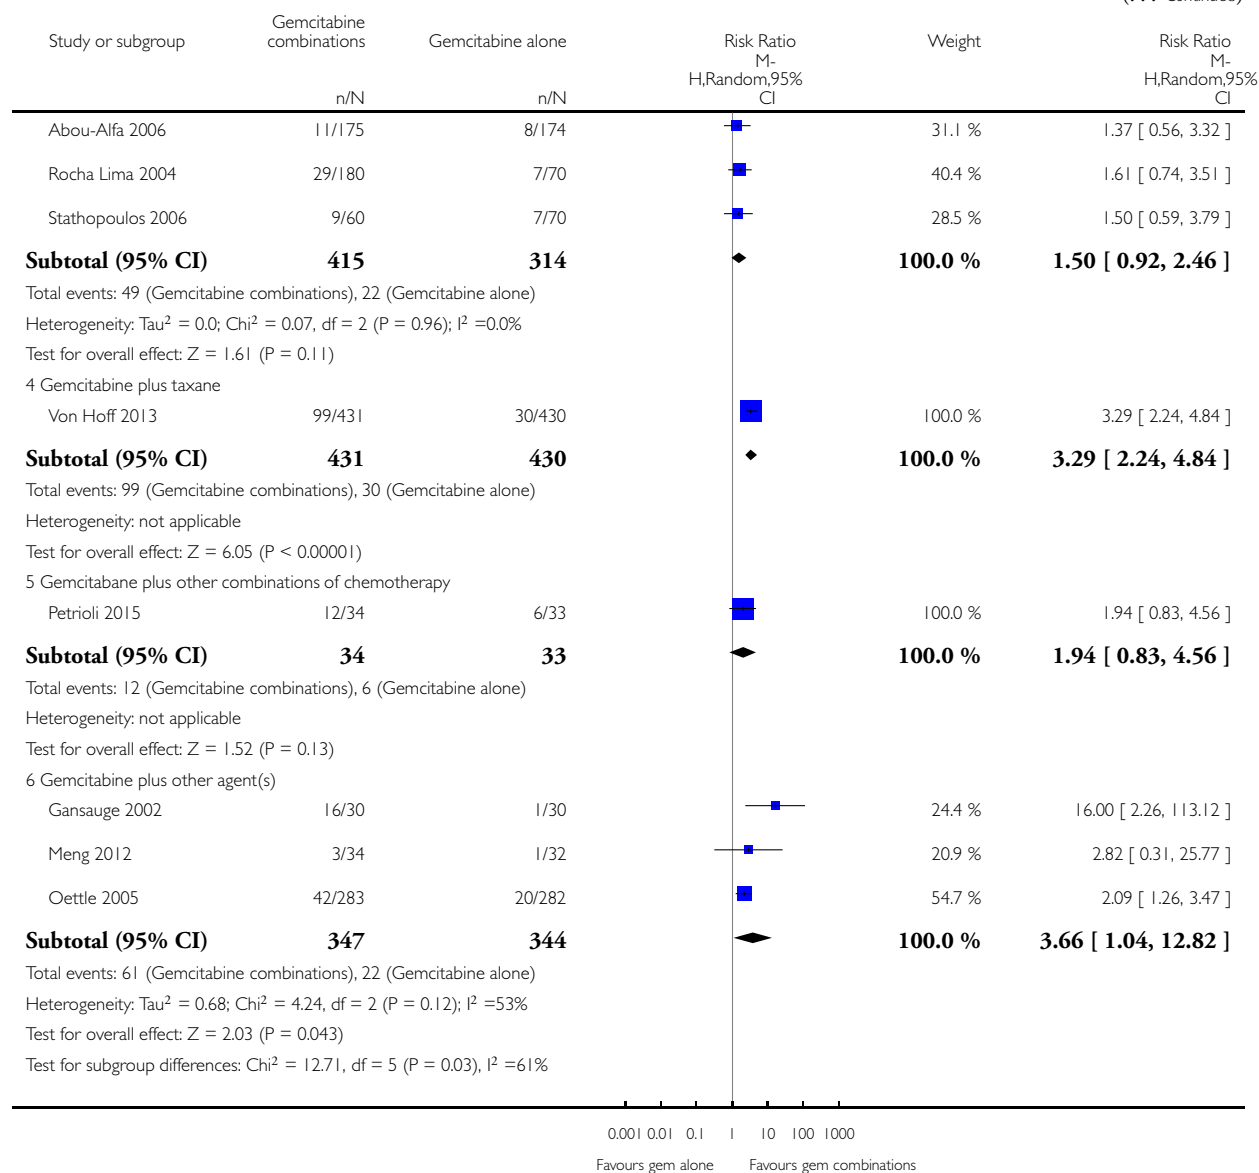 Continued)
Study or subgroup Gemcitabine combinations Gemcitabine alone Risk Ratio Weight Risk Ratio
M-H,Random,95% CI M-H,Random,95% CI
n/N n/N
Abou-Alfa 2006 11/175 8/174 31.1 % 1.37 [ 0.56, 3.32 ]
Rocha Lima 2004 29/180 7/70 40.4 % 1.61 [ 0.74, 3.51 ]
Stathopoulos 2006 9/60 7/70 28.5 % 1.50 [ 0.59, 3.79 ]
Subtotal (95% CI) 415 314 100.0 % 1.50 [ 0.92, 2.46 ]
Total events: 49 (Gemcitabine combinations), 22 (Gemcitabine alone)
Heterogeneity: Tau² = 0.0; Chi² = 0.07, df = 2 (P = 0.96); I² =0.0%
Test for overall effect: Z = 1.61 (P = 0.11)
4 Gemcitabine plus taxane
Von Hoff 2013 99/431 30/430 100.0 % 3.29 [ 2.24, 4.84 ]
Subtotal (95% CI) 431 430 100.0 % 3.29 [ 2.24, 4.84 ]
Total events: 99 (Gemcitabine combinations), 30 (Gemcitabine alone)
Heterogeneity: not applicable
Test for overall effect: Z = 6.05 (P < 0.00001)
5 Gemcitabane plus other combinations of chemotherapy
Petrioli 2015 12/34 6/33 100.0 % 1.94 [ 0.83, 4.56 ]
Subtotal (95% CI) 34 33 100.0 % 1.94 [ 0.83, 4.56 ]
Total events: 12 (Gemcitabine combinations), 6 (Gemcitabine alone)
Heterogeneity: not applicable
Test for overall effect: Z = 1.52 (P = 0.13)
6 Gemcitabine plus other agent(s)
Gansauge 2002 16/30 1/30 24.4 % 16.00 [ 2.26, 113.12 ]
Meng 2012 3/34 1/32 20.9 % 2.82 [ 0.31, 25.77 ]
Oettle 2005 42/283 20/282 54.7 % 2.09 [ 1.26, 3.47 ]
Subtotal (95% CI) 347 344 100.0 % 3.66 [ 1.04, 12.82 ]
Total events: 61 (Gemcitabine combinations), 22 (Gemcitabine alone)
Heterogeneity: Tau² = 0.68; Chi² = 4.24, df = 2 (P = 0.12); I² =53%
Test for overall effect: Z = 2.03 (P = 0.043)
Test for subgroup differences: Chi² = 12.71, df = 5 (P = 0.03), I² =61%
0.001 0.01 0.1 1 10 100 1000
Favours gem alone Favours gem combinations